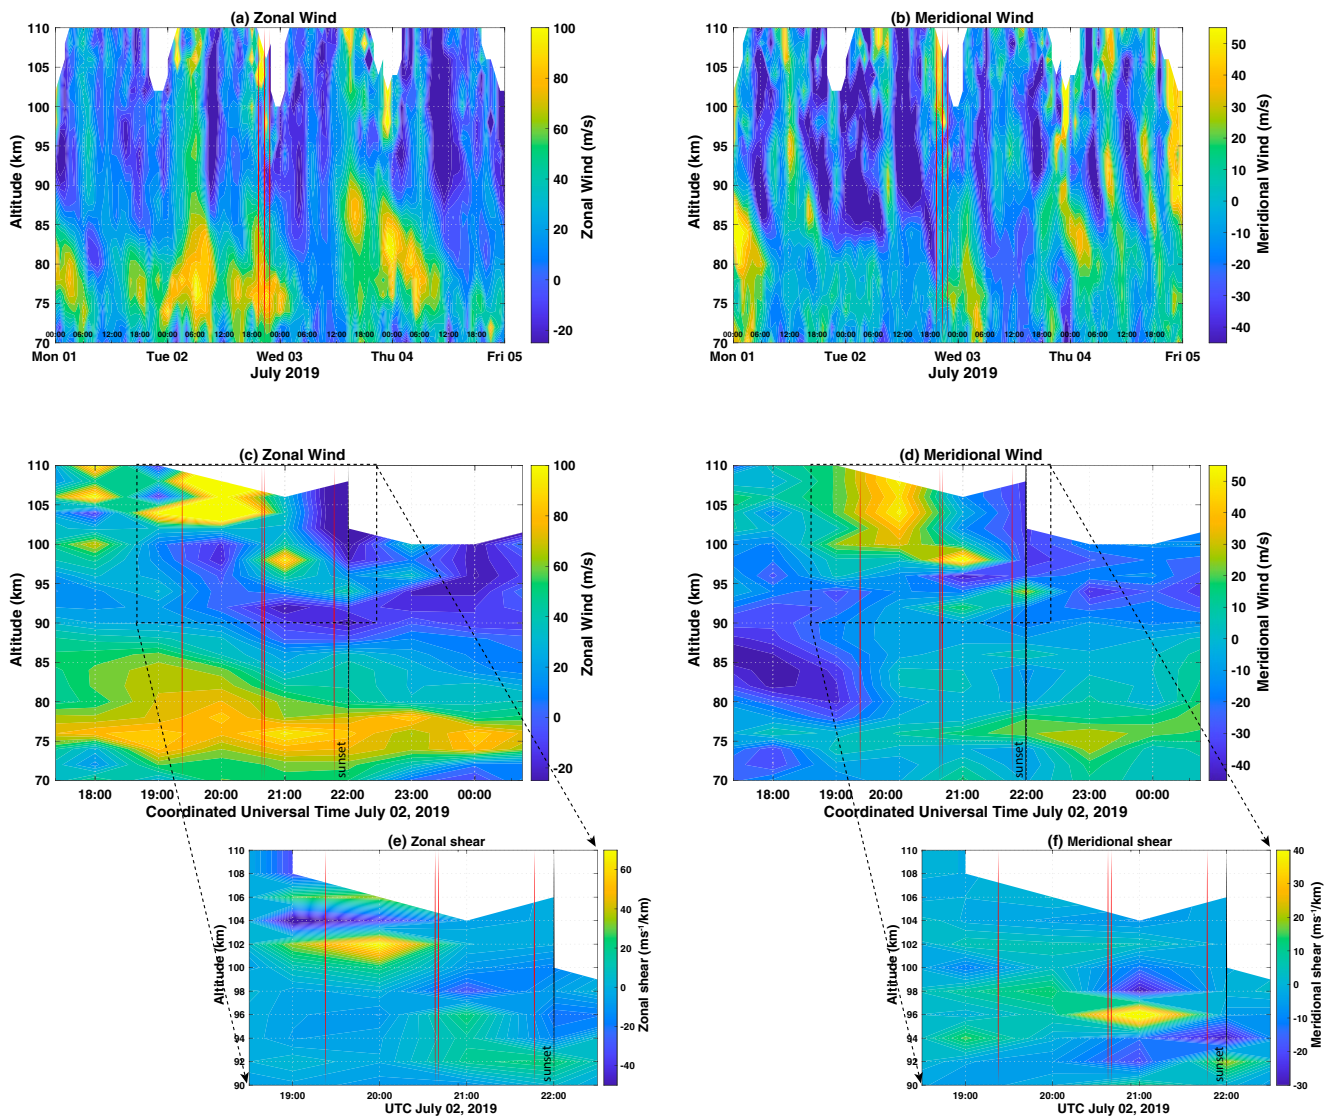 (a) Zonal Wind
(b) Meridional Wind
110
105
100
95
90
85
80
75
70
Altitude (km)
00:00 06:00 12:00 18:00 00:00 06:00 12:00 18:00 00:00 06:00 12:00 18:00 00:00 06:00 12:00 18:00
Mon 01 Tue 02 Wed 03 Thu 04 Fri 05
July 2019
100
80
60
40
20
0
-20
Zonal Wind (m/s)
110
105
100
95
90
85
80
75
70
Altitude (km)
00:00 06:00 12:00 18:00 00:00 06:00 12:00 18:00 00:00 06:00 12:00 18:00 00:00 06:00 12:00 18:00
Mon 01 Tue 02 Wed 03 Thu 04 Fri 05
July 2019
50
40
30
20
10
0
-10
-20
-30
-40
Meridional Wind (m/s)
(c) Zonal Wind
110
105
100
95
90
85
80
75
70
Altitude (km)
sunset
18:00 19:00 20:00 21:00 22:00 23:00 00:00
Coordinated Universal Time July 02, 2019
100
80
60
40
20
0
-20
Zonal Wind (m/s)
(d) Meridional Wind
110
105
100
95
90
85
80
75
70
Altitude (km)
sunset
18:00 19:00 20:00 21:00 22:00 23:00 00:00
Coordinated Universal Time July 02, 2019
50
40
30
20
10
0
-10
-20
-30
-40
Meridional Wind (m/s)
(e) Zonal shear
110
108
106
104
102
100
98
96
94
92
90
Altitude (km)
sunset
19:00 20:00 21:00 22:00
UTC July 02, 2019
60
40
20
0
-20
-40
Zonal shear (ms⁻¹/km)
(f) Meridional shear
110
108
106
104
102
100
98
96
94
92
90
Altitude (km)
sunset
19:00 20:00 21:00 22:00
UTC July 02, 2019
40
30
20
10
0
-10
-20
-30
Meridional shear (ms⁻¹/km)